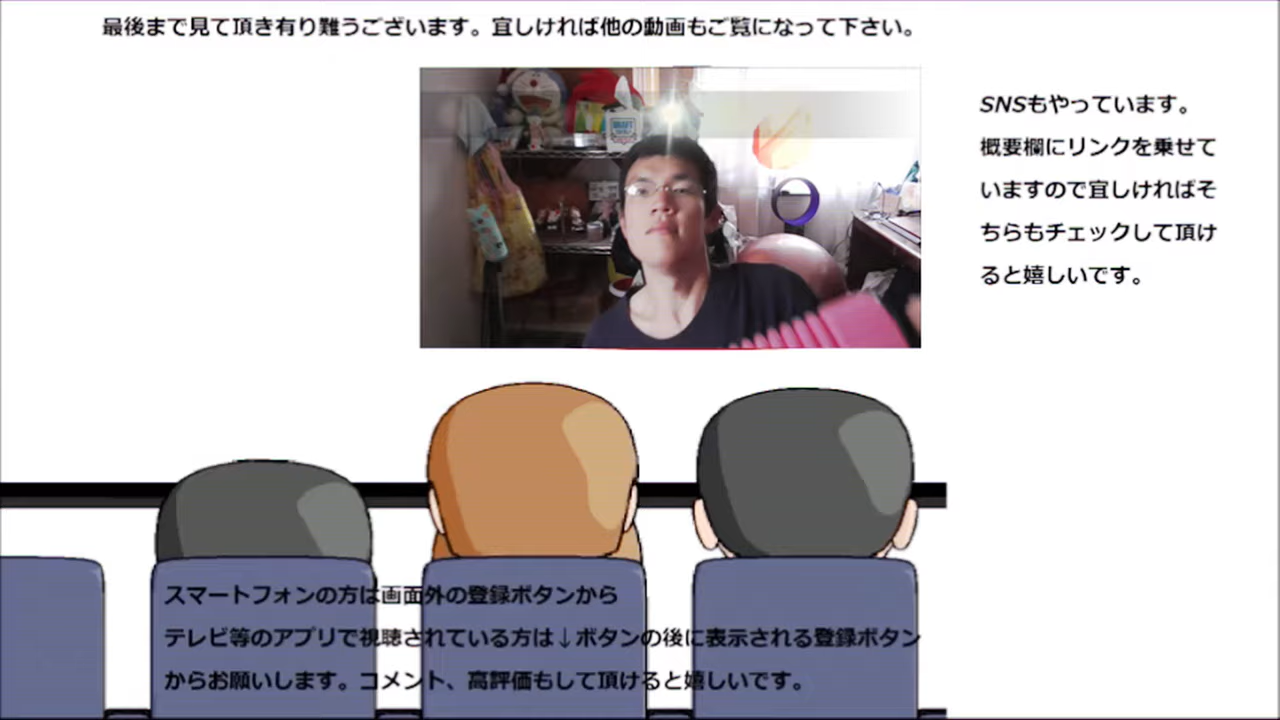 最後まで見て頂き有り難うございます。宜しければ他の動画もご覧になって下さい。
SNSもやっています。
概要欄にリンクを乗せて
いますので宜しければそ
ちらもチェックして頂け
ると嬉しいです。
スマートフォンの方は画面外の登録ボタンから
テレビ等のアプリで視聴されている方は↓ボタンの後に表示される登録ボタン
からお願いします。コメント、高評価もして頂けると嬉しいです。